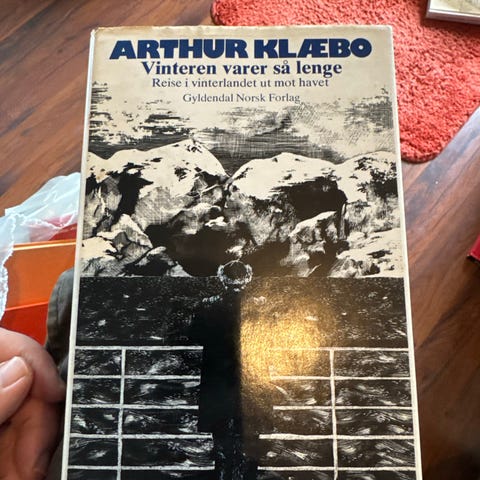 ARTHUR KLÆBO
Vinteren varer så lenge
Reise i vinterlandet ut mot havet
Gyldendal Norsk Forlag